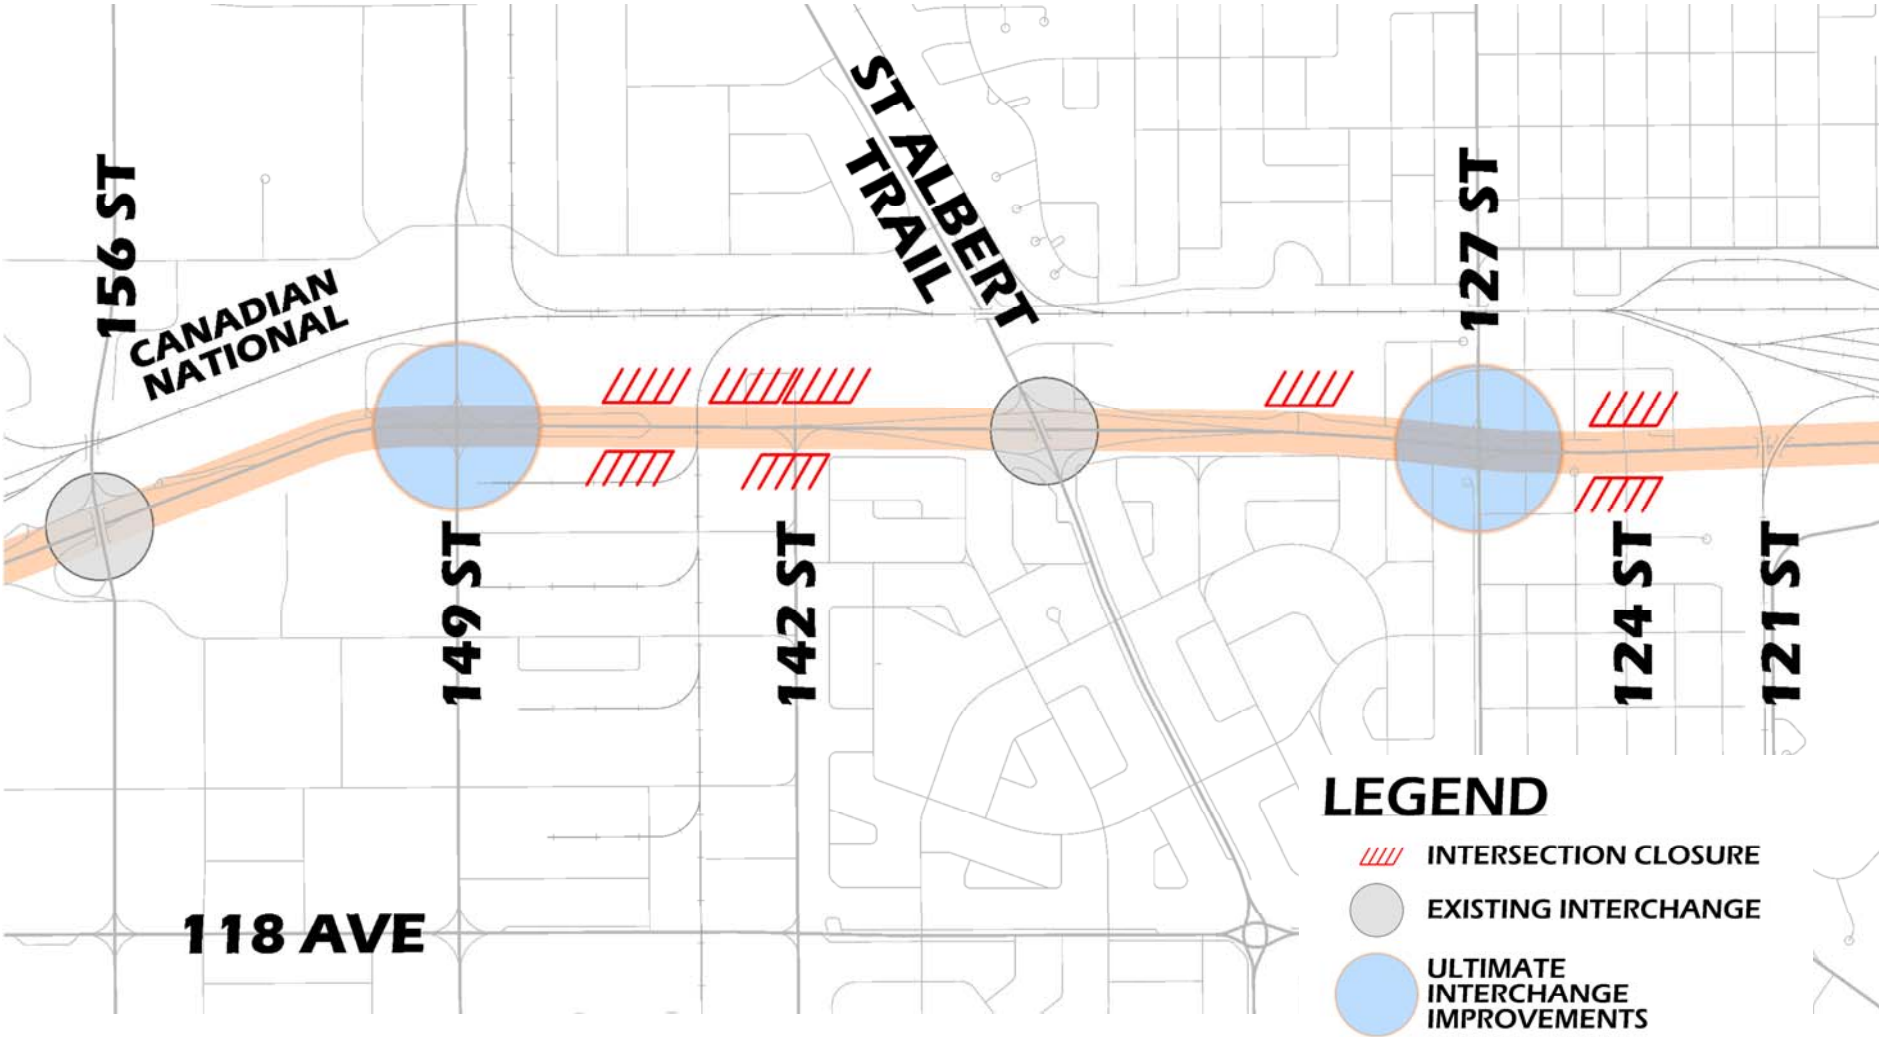 ST ALBERT
TRAIL
156 ST
127 ST
CANADIAN
NATIONAL
149 ST
142 ST
124 ST
121 ST
118 AVE
LEGEND
INTERSECTION CLOSURE
EXISTING INTERCHANGE
ULTIMATE
INTERCHANGE
IMPROVEMENTS